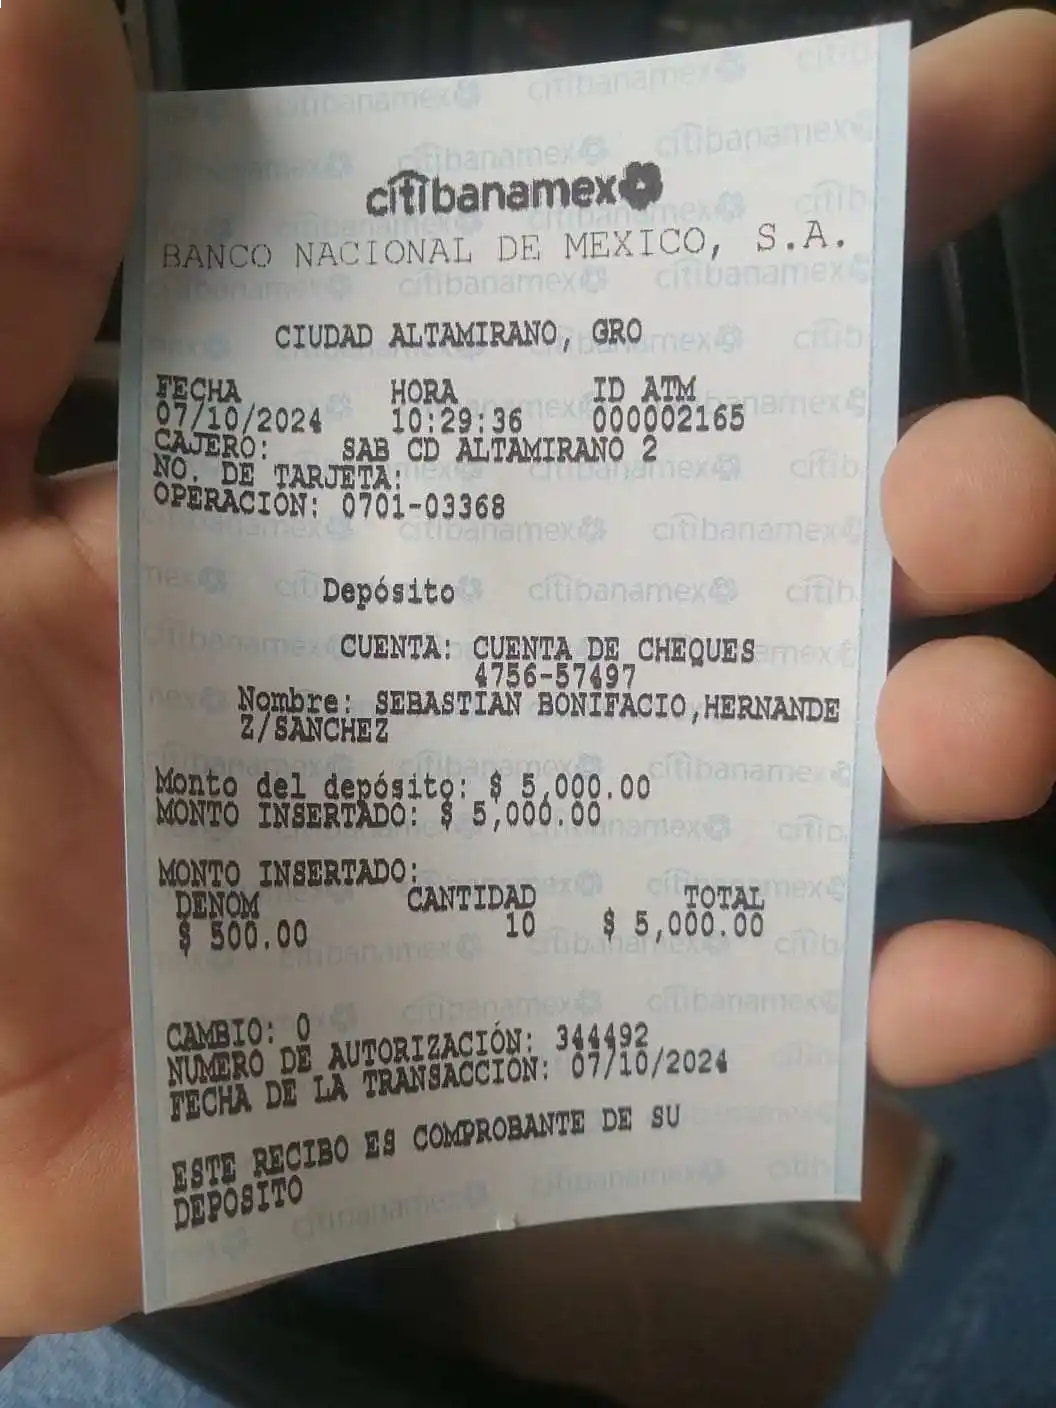 citibanamex
BANCO NACIONAL DE MEXICO, S.A.
CIUDAD ALTAMIRANO, GRO
FECHA HORA ID ATM
07/10/2024 10:29:36 000002165
CAJERO: SAB CD ALTAMIRANO 2
NO. DE TARJETA:
OPERACIÓN: 0701-03368
Depósito
CUENTA: CUENTA DE CHEQUES
4756-57497
Nombre: SEBASTIAN BONIFACIO,HERNANDE
Z/SANCHEZ
Monto del depósito: $ 5,000.00
MONTO INSERTADO: $ 5,000.00
MONTO INSERTADO:
DENOM CANTIDAD TOTAL
$ 500.00 10 $ 5,000.00
CAMBIO: 0
NUMERO DE AUTORIZACIÓN: 344492
FECHA DE LA TRANSACCIÓN: 07/10/2024
ESTE RECIBO ES COMPROBANTE DE SU
DEPOSITO